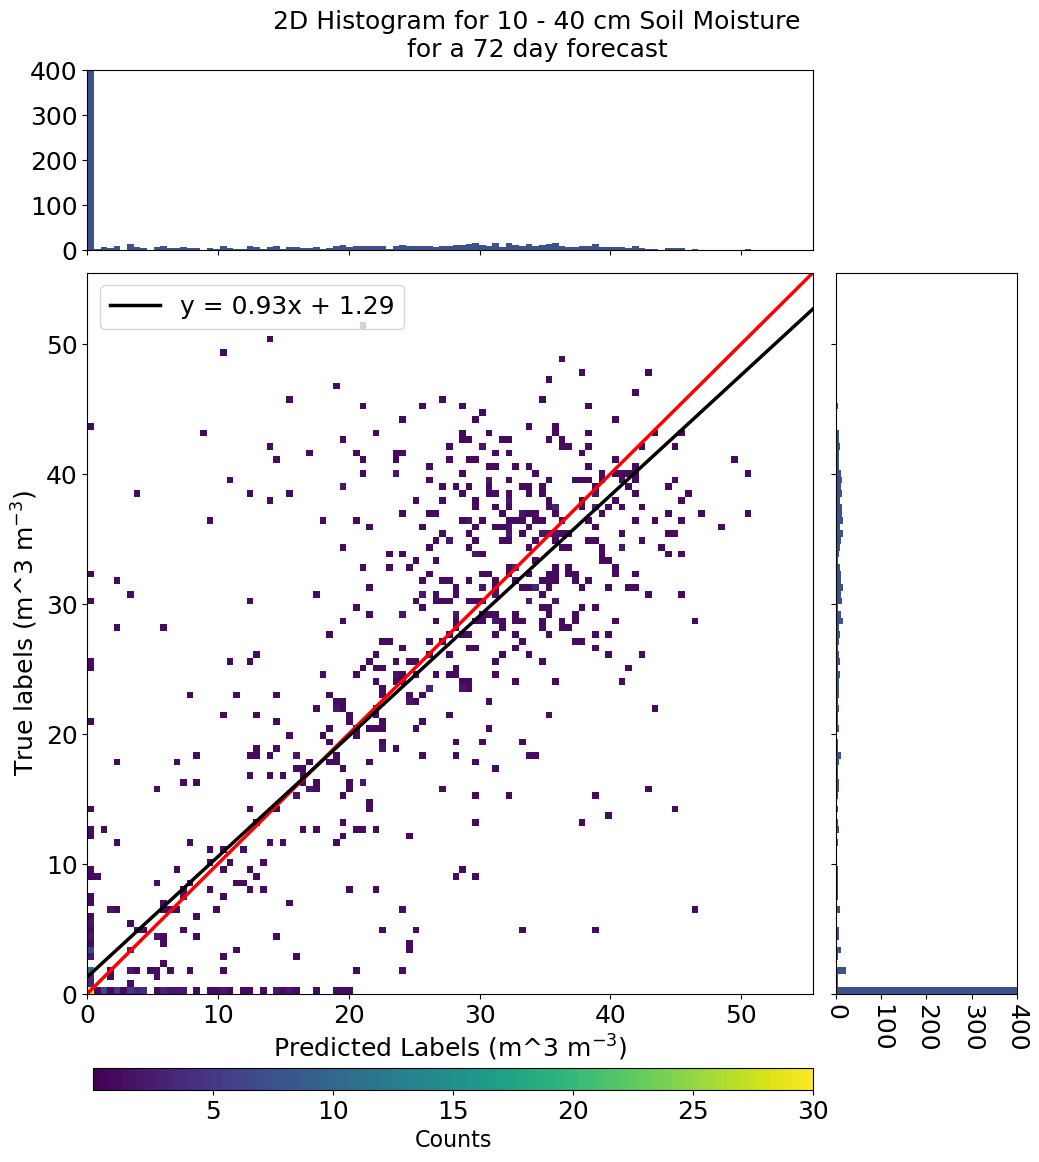 2D Histogram for 10 - 40 cm Soil Moisture
for a 72 day forecast
400
300
200
100
0
y = 0.93x + 1.29
50
40
30
20
10
0
True labels (m^3 m⁻³)
0 10 20 30 40 50
Predicted Labels (m^3 m⁻³)
0 100 200 300 400
5 10 15 20 25 30
Counts